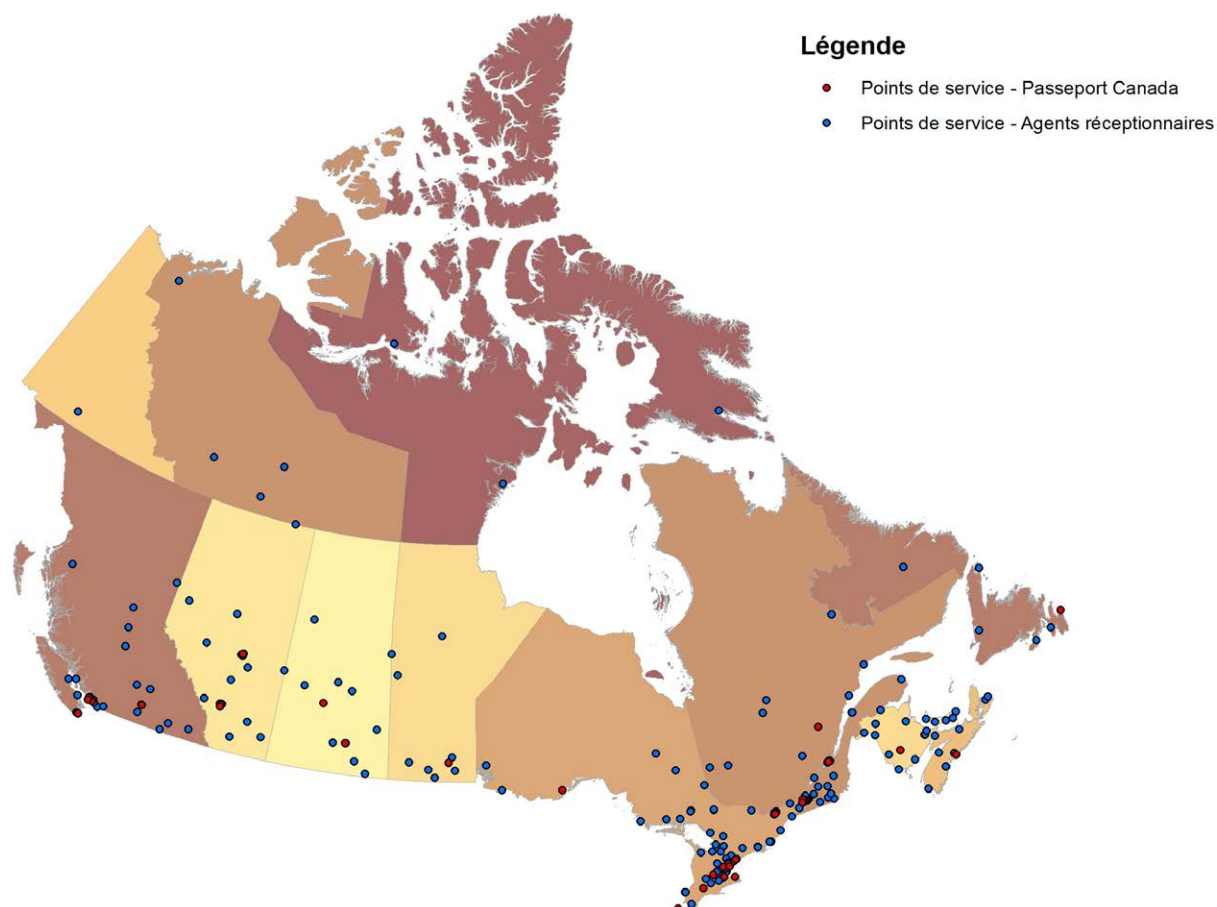 Légende
Points de service - Passeport Canada
Points de service - Agents réceptionnaires